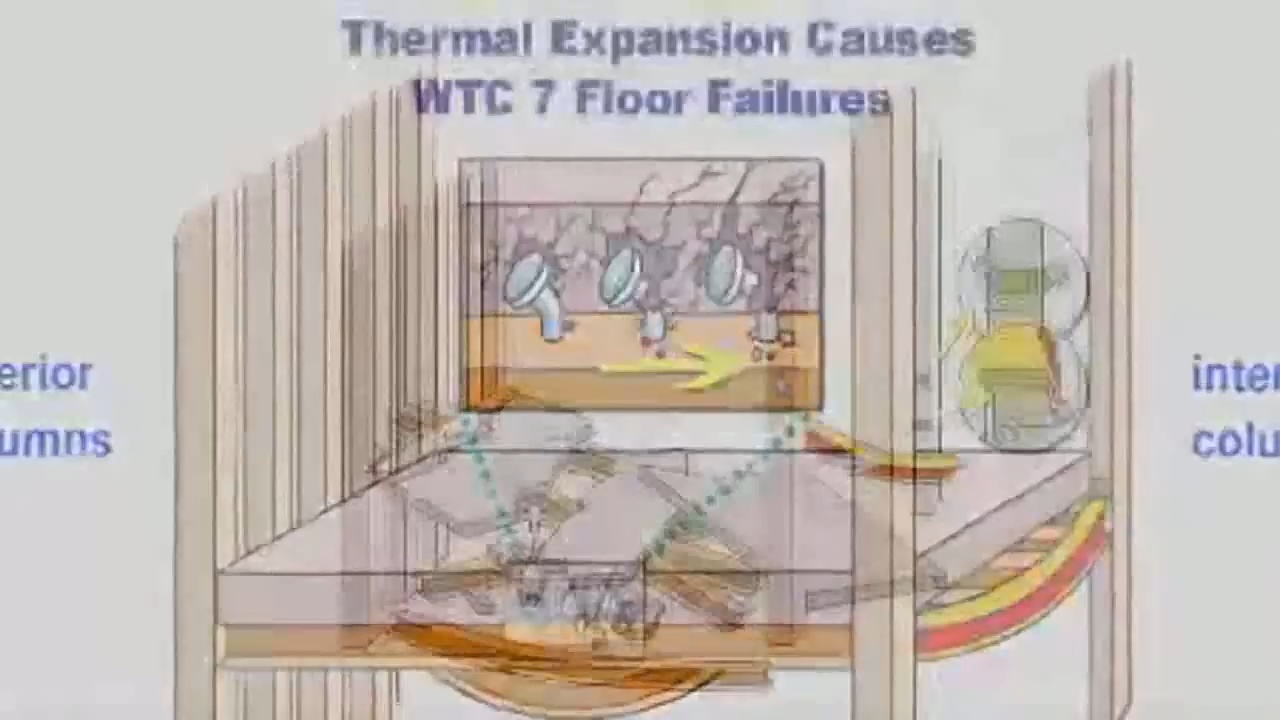 Thermal Expansion Causes
WTC 7 Floor Failures
erior
umns
inter
colu